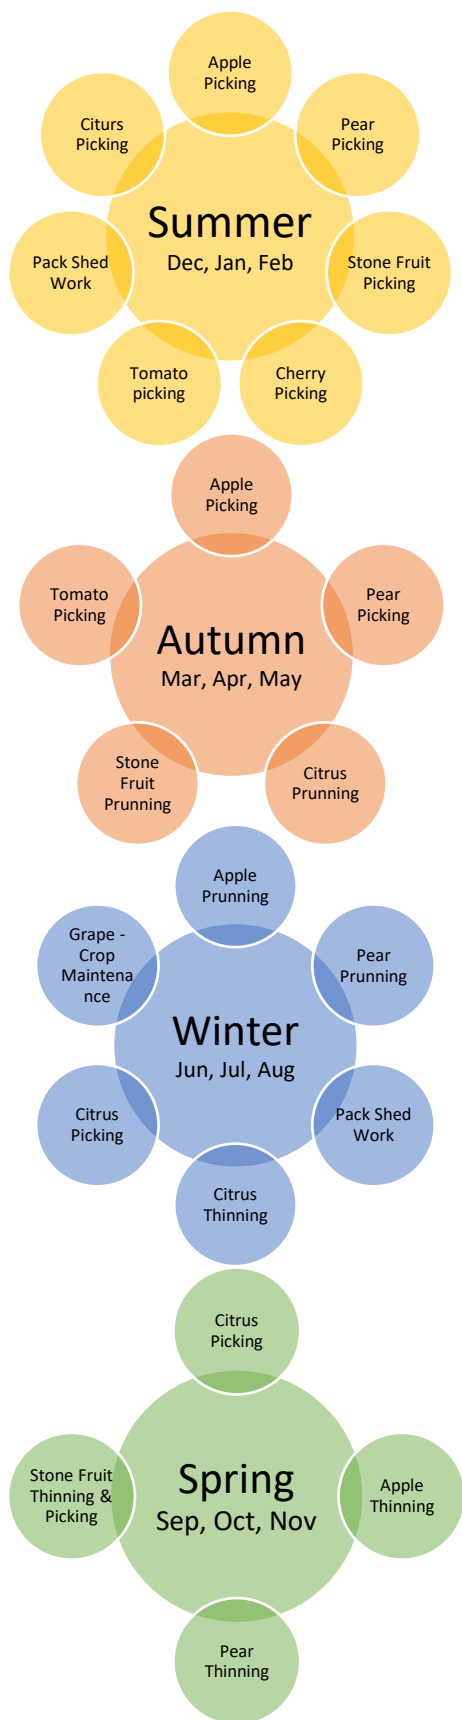 Apple
Picking
Citurs
Picking
Pear
Picking
Summer
Dec, Jan, Feb
Pack Shed
Work
Stone Fruit
Picking
Tomato
picking
Cherry
Picking
Apple
Picking
Tomato
Picking
Pear
Picking
Autumn
Mar, Apr, May
Stone
Fruit
Prunning
Citrus
Prunning
Apple
Prunning
Grape -
Crop
Maintena
nce
Pear
Prunning
Winter
Jun, Jul, Aug
Citrus
Picking
Pack Shed
Work
Citrus
Thinning
Citrus
Picking
Stone Fruit
Thinning &
Picking
Spring
Sep, Oct, Nov
Apple
Thinning
Pear
Thinning